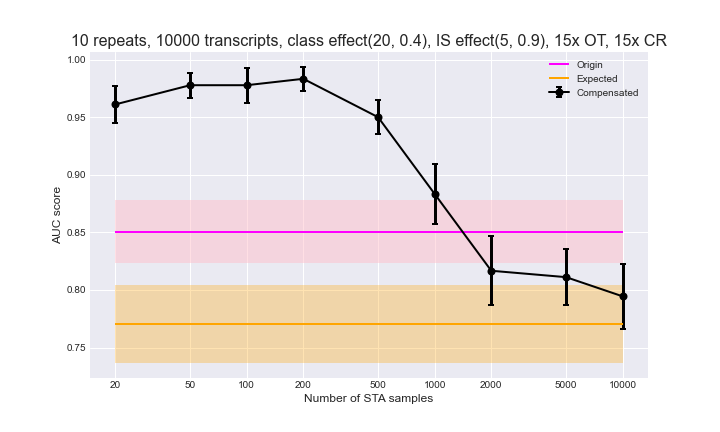 10 repeats, 10000 transcripts, class effect(20, 0.4), IS effect(5, 0.9), 15x OT, 15x CR
1.00
0.95
0.90
0.85
0.80
0.75
AUC score
Origin
Expected
Compensated
20 50 100 200 500 1000 2000 5000 10000
Number of STA samples